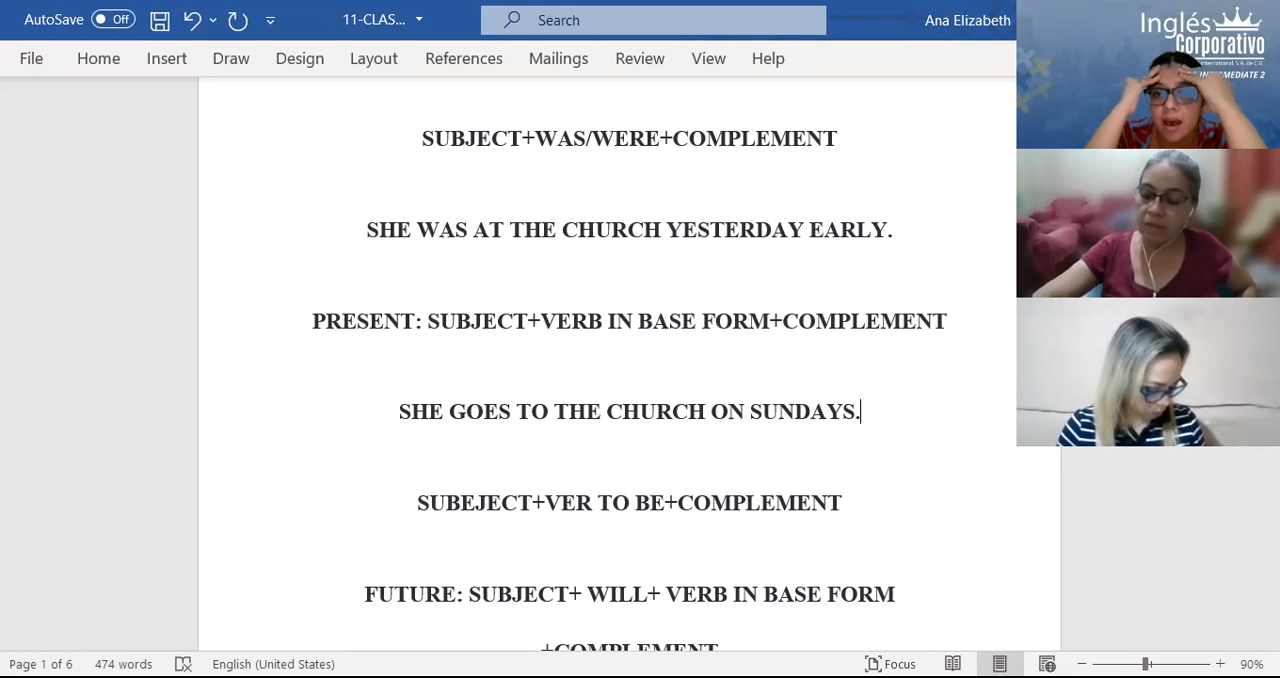 AutoSave Off 11-CLAS... Search Ana Elizabeth
File Home Insert Draw Design Layout References Mailings Review View Help
Inglés
Corporativo
International, S.A. de C.V.
INTERMEDIATE 2
SUBJECT+WAS/WERE+COMPLEMENT
SHE WAS AT THE CHURCH YESTERDAY EARLY.
PRESENT: SUBJECT+VERB IN BASE FORM+COMPLEMENT
SHE GOES TO THE CHURCH ON SUNDAYS.
SUBEJECT+VER TO BE+COMPLEMENT
FUTURE: SUBJECT+ WILL+ VERB IN BASE FORM
+COMPLEMENT
Page 1 of 6 474 words English (United States) Focus 90%